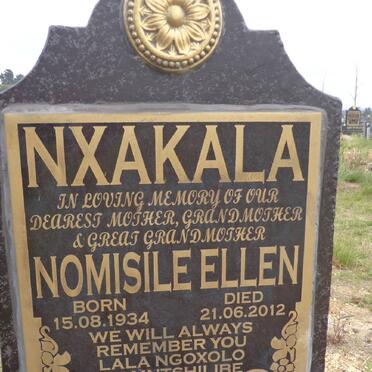 NXAKALA
IN LOVING MEMORY OF OUR
DEAREST MOTHER, GRANDMOTHER
& GREAT GRANDMOTHER
NOMISILE ELLEN
BORN DIED
15.08.1934 21.06.2012
WE WILL ALWAYS
REMEMBER YOU
LALA NGOXOLO